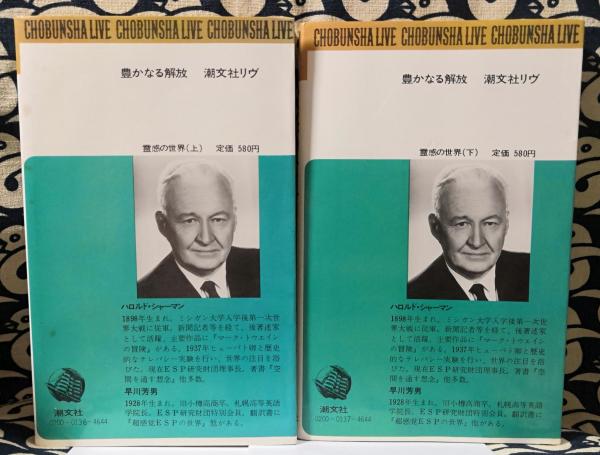 CHOBUNSHA LIVE CHOBUNSHA LIVE CHOBUNSHA LIVE
豊かなる解放 潮文社リヴ
霊感の世界(上) 定価 580円
ハロルド・シャーマン
1898年生まれ。ミシガン大学入学後第一次世
界大戦に従軍。新聞記者等を経て、後著述家
として活躍。主要作品に『マーク・トウェイン
の冒険』がある。1937年ヒューバト卿と歴史
的なテレパシー実験を行い、世界の注目を浴
びた。現在ESP研究財団理事長。著書『空
間を通す想念』他多数。
早川芳男
1928年生まれ。旧小樽高商卒。札幌高等英語
学院長。ESP研究財団特別会員。翻訳書に
『超感覚ESPの世界』他がある。
潮文社
0200-0136-4644
CHOBUNSHA LIVE CHOBUNSHA LIVE CHOBUNSHA LIVE
豊かなる解放 潮文社リヴ
霊感の世界(下) 定価 580円
ハロルド・シャーマン
1898年生まれ。ミシガン大学入学後第一次世
界大戦に従軍。新聞記者等を経て、後著述家
として活躍。主要作品に『マーク・トウェイン
の冒険』がある。1937年ヒューバト卿と歴史
的なテレパシー実験を行い、世界の注目を浴
びた。現在ESP研究財団理事長。著書『空
間を通す想念』他多数。
早川芳男
1928年生まれ。旧小樽高商卒。札幌高等英語
学院長。ESP研究財団特別会員。翻訳書に
『超感覚ESPの世界』他がある。
潮文社
0200-0137-4644